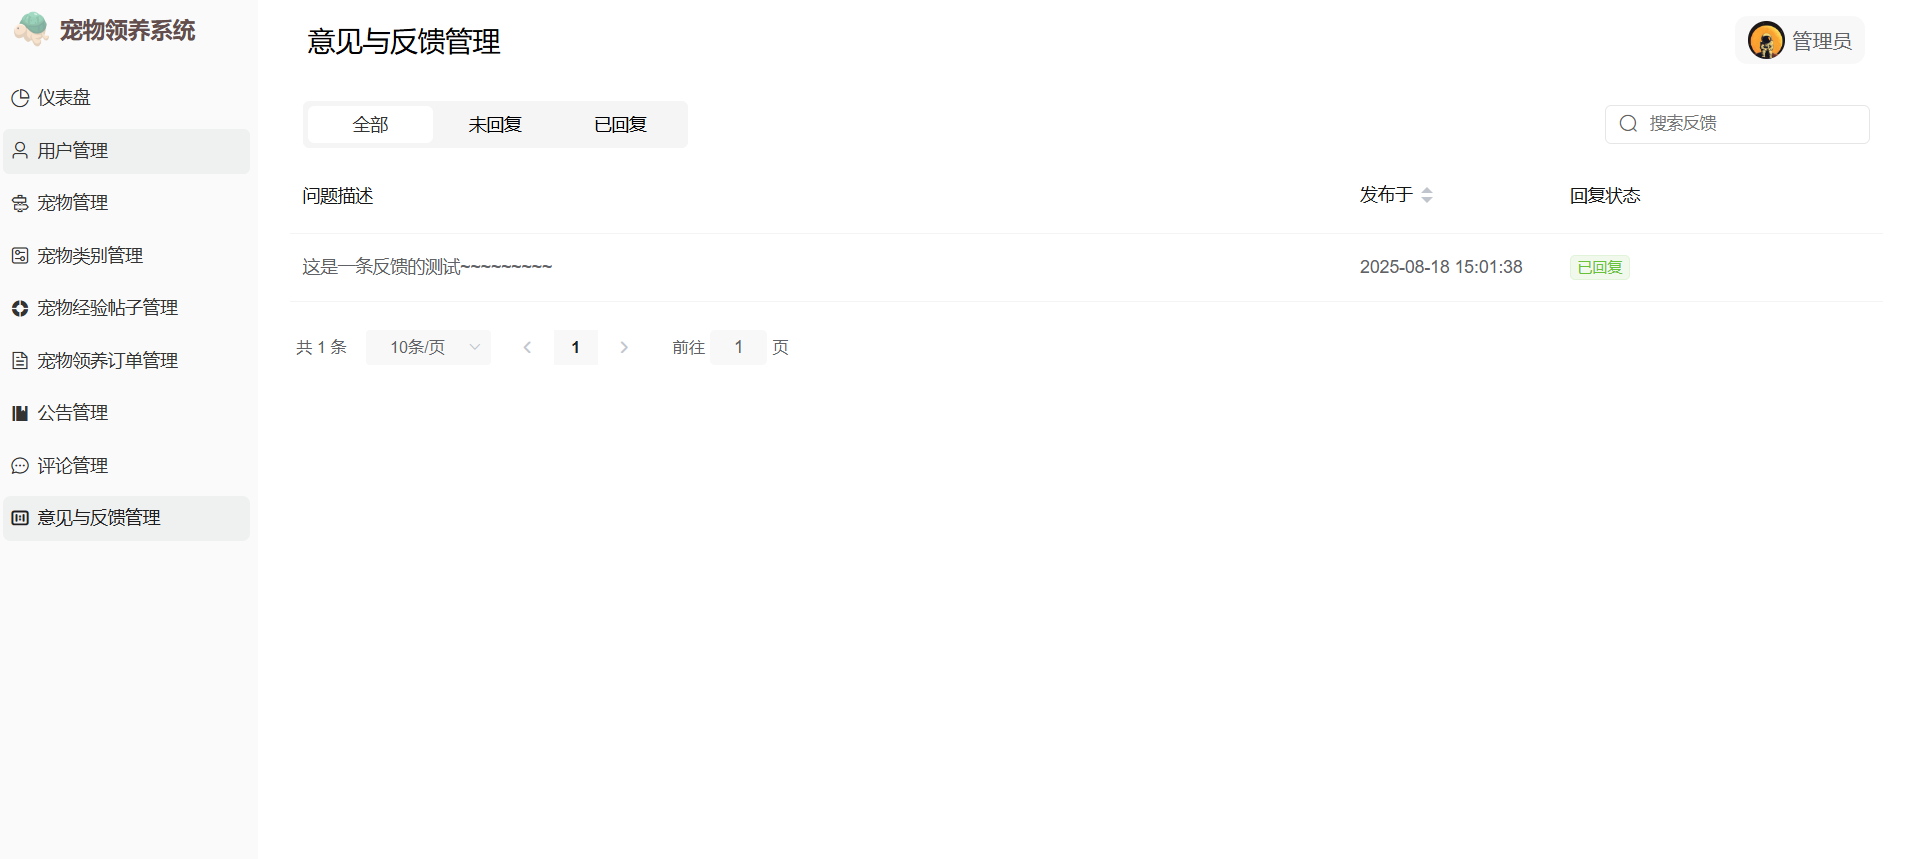 宠物领养系统
仪表盘
用户管理
宠物管理
宠物类别管理
宠物经验帖子管理
宠物领养订单管理
公告管理
评论管理
意见与反馈管理
意见与反馈管理
管理员
全部 未回复 已回复
搜索反馈
问题描述 发布于 回复状态
这是一条反馈的测试~~~~~~~~~ 2025-08-18 15:01:38 已回复
共 1 条 10条/页 1 前往 1 页